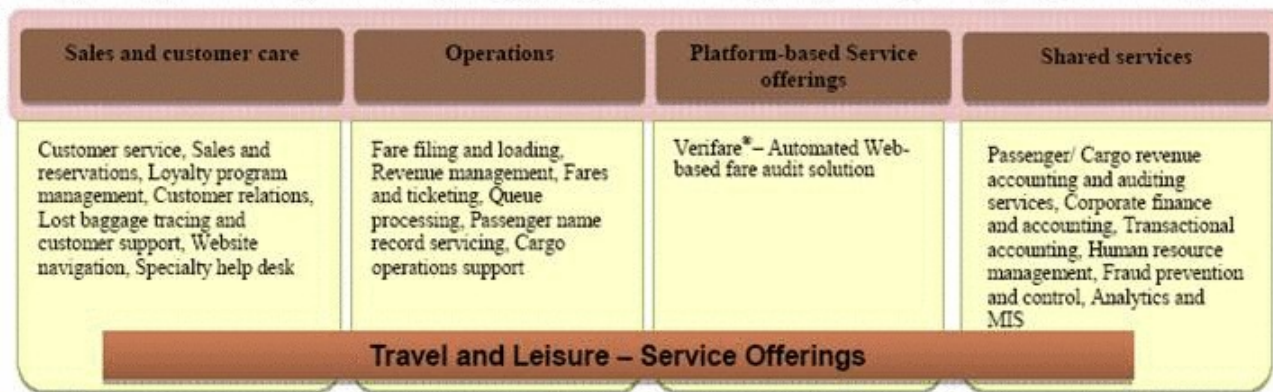 Sales and customer care
Customer service, Sales and
reservations, Loyalty program
management, Customer relations,
Lost baggage tracing and
customer support, Website
navigation, Specialty help desk
Operations
Fare filing and loading,
Revenue management, Fares
and ticketing, Queue
processing, Passenger name
record servicing, Cargo
operations support
Platform-based Service
offerings
Verifare®– Automated Web-
based fare audit solution
Shared services
Passenger/ Cargo revenue
accounting and auditing
services, Corporate finance
and accounting, Transactional
accounting, Human resource
management, Fraud prevention
and control, Analytics and
MIS
Travel and Leisure – Service Offerings